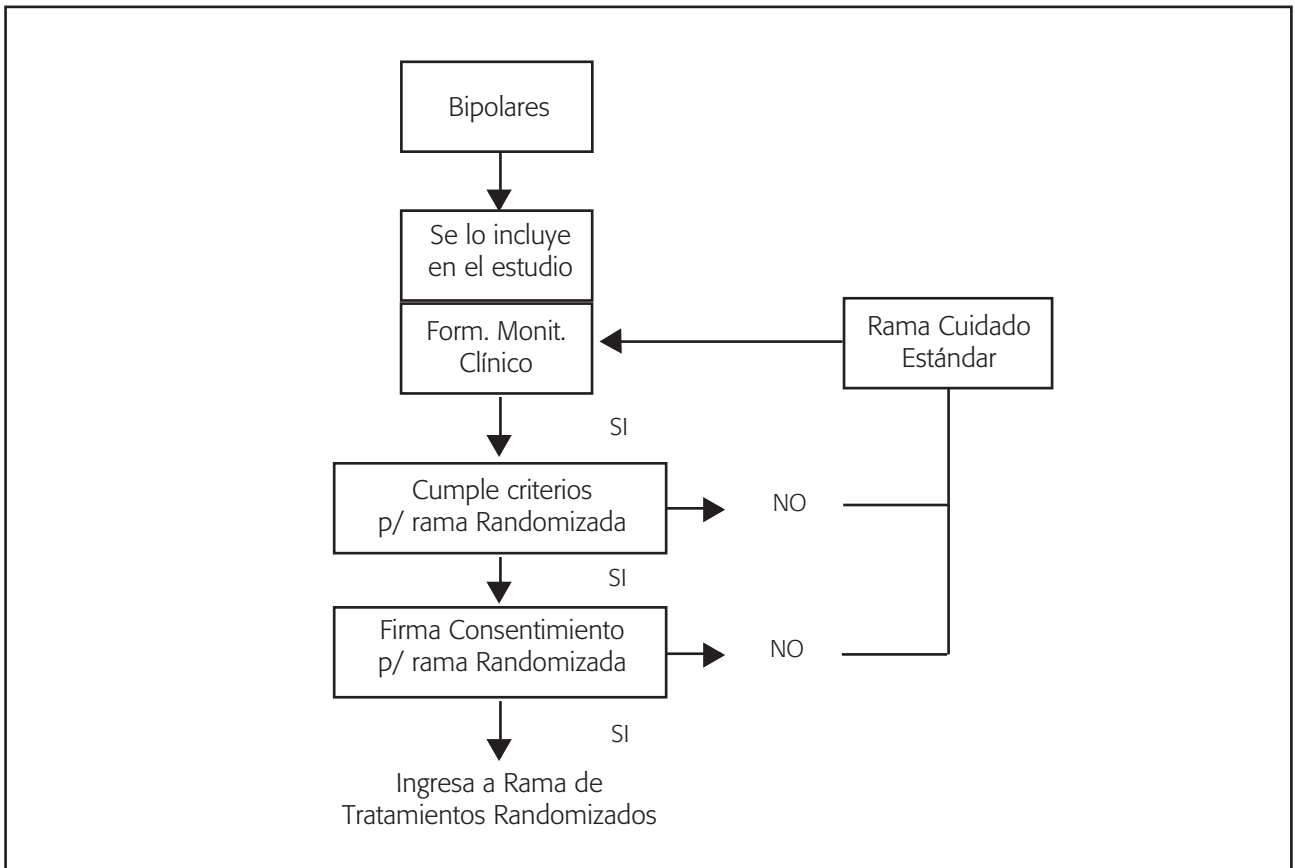 Bipolares
Se lo incluye
en el estudio
Form. Monit.
Clínico
Rama Cuidado
Estándar
SI
Cumple criterios
p/ rama Randomizada
NO
SI
Firma Consentimiento
p/ rama Randomizada
NO
SI
Ingresa a Rama de
Tratamientos Randomizados